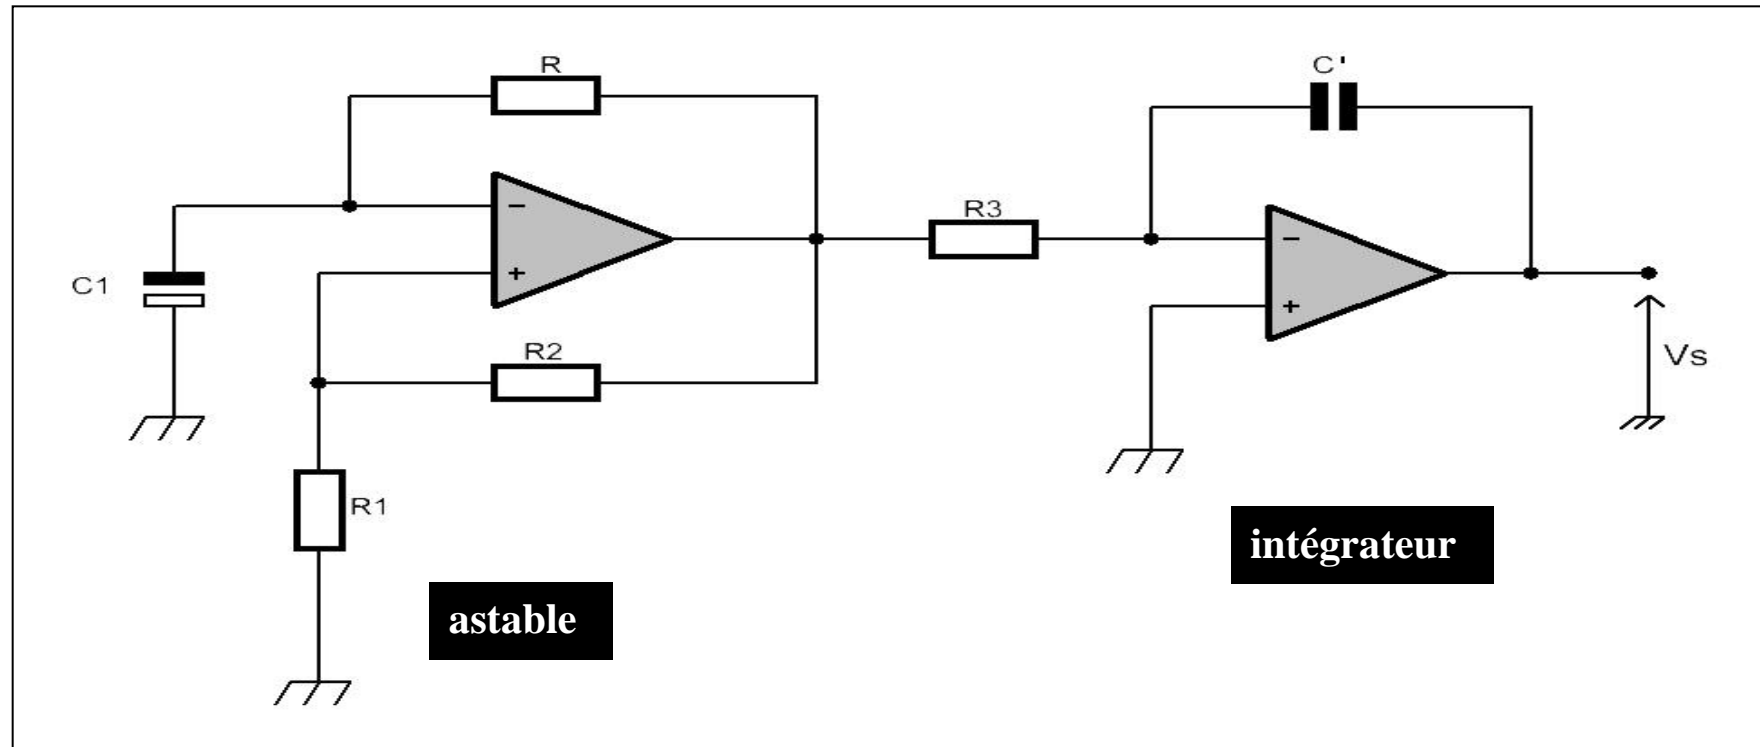 R
C'
−
R3
−
+
C1
+
R2
Vs
R1
intégrateur
astable